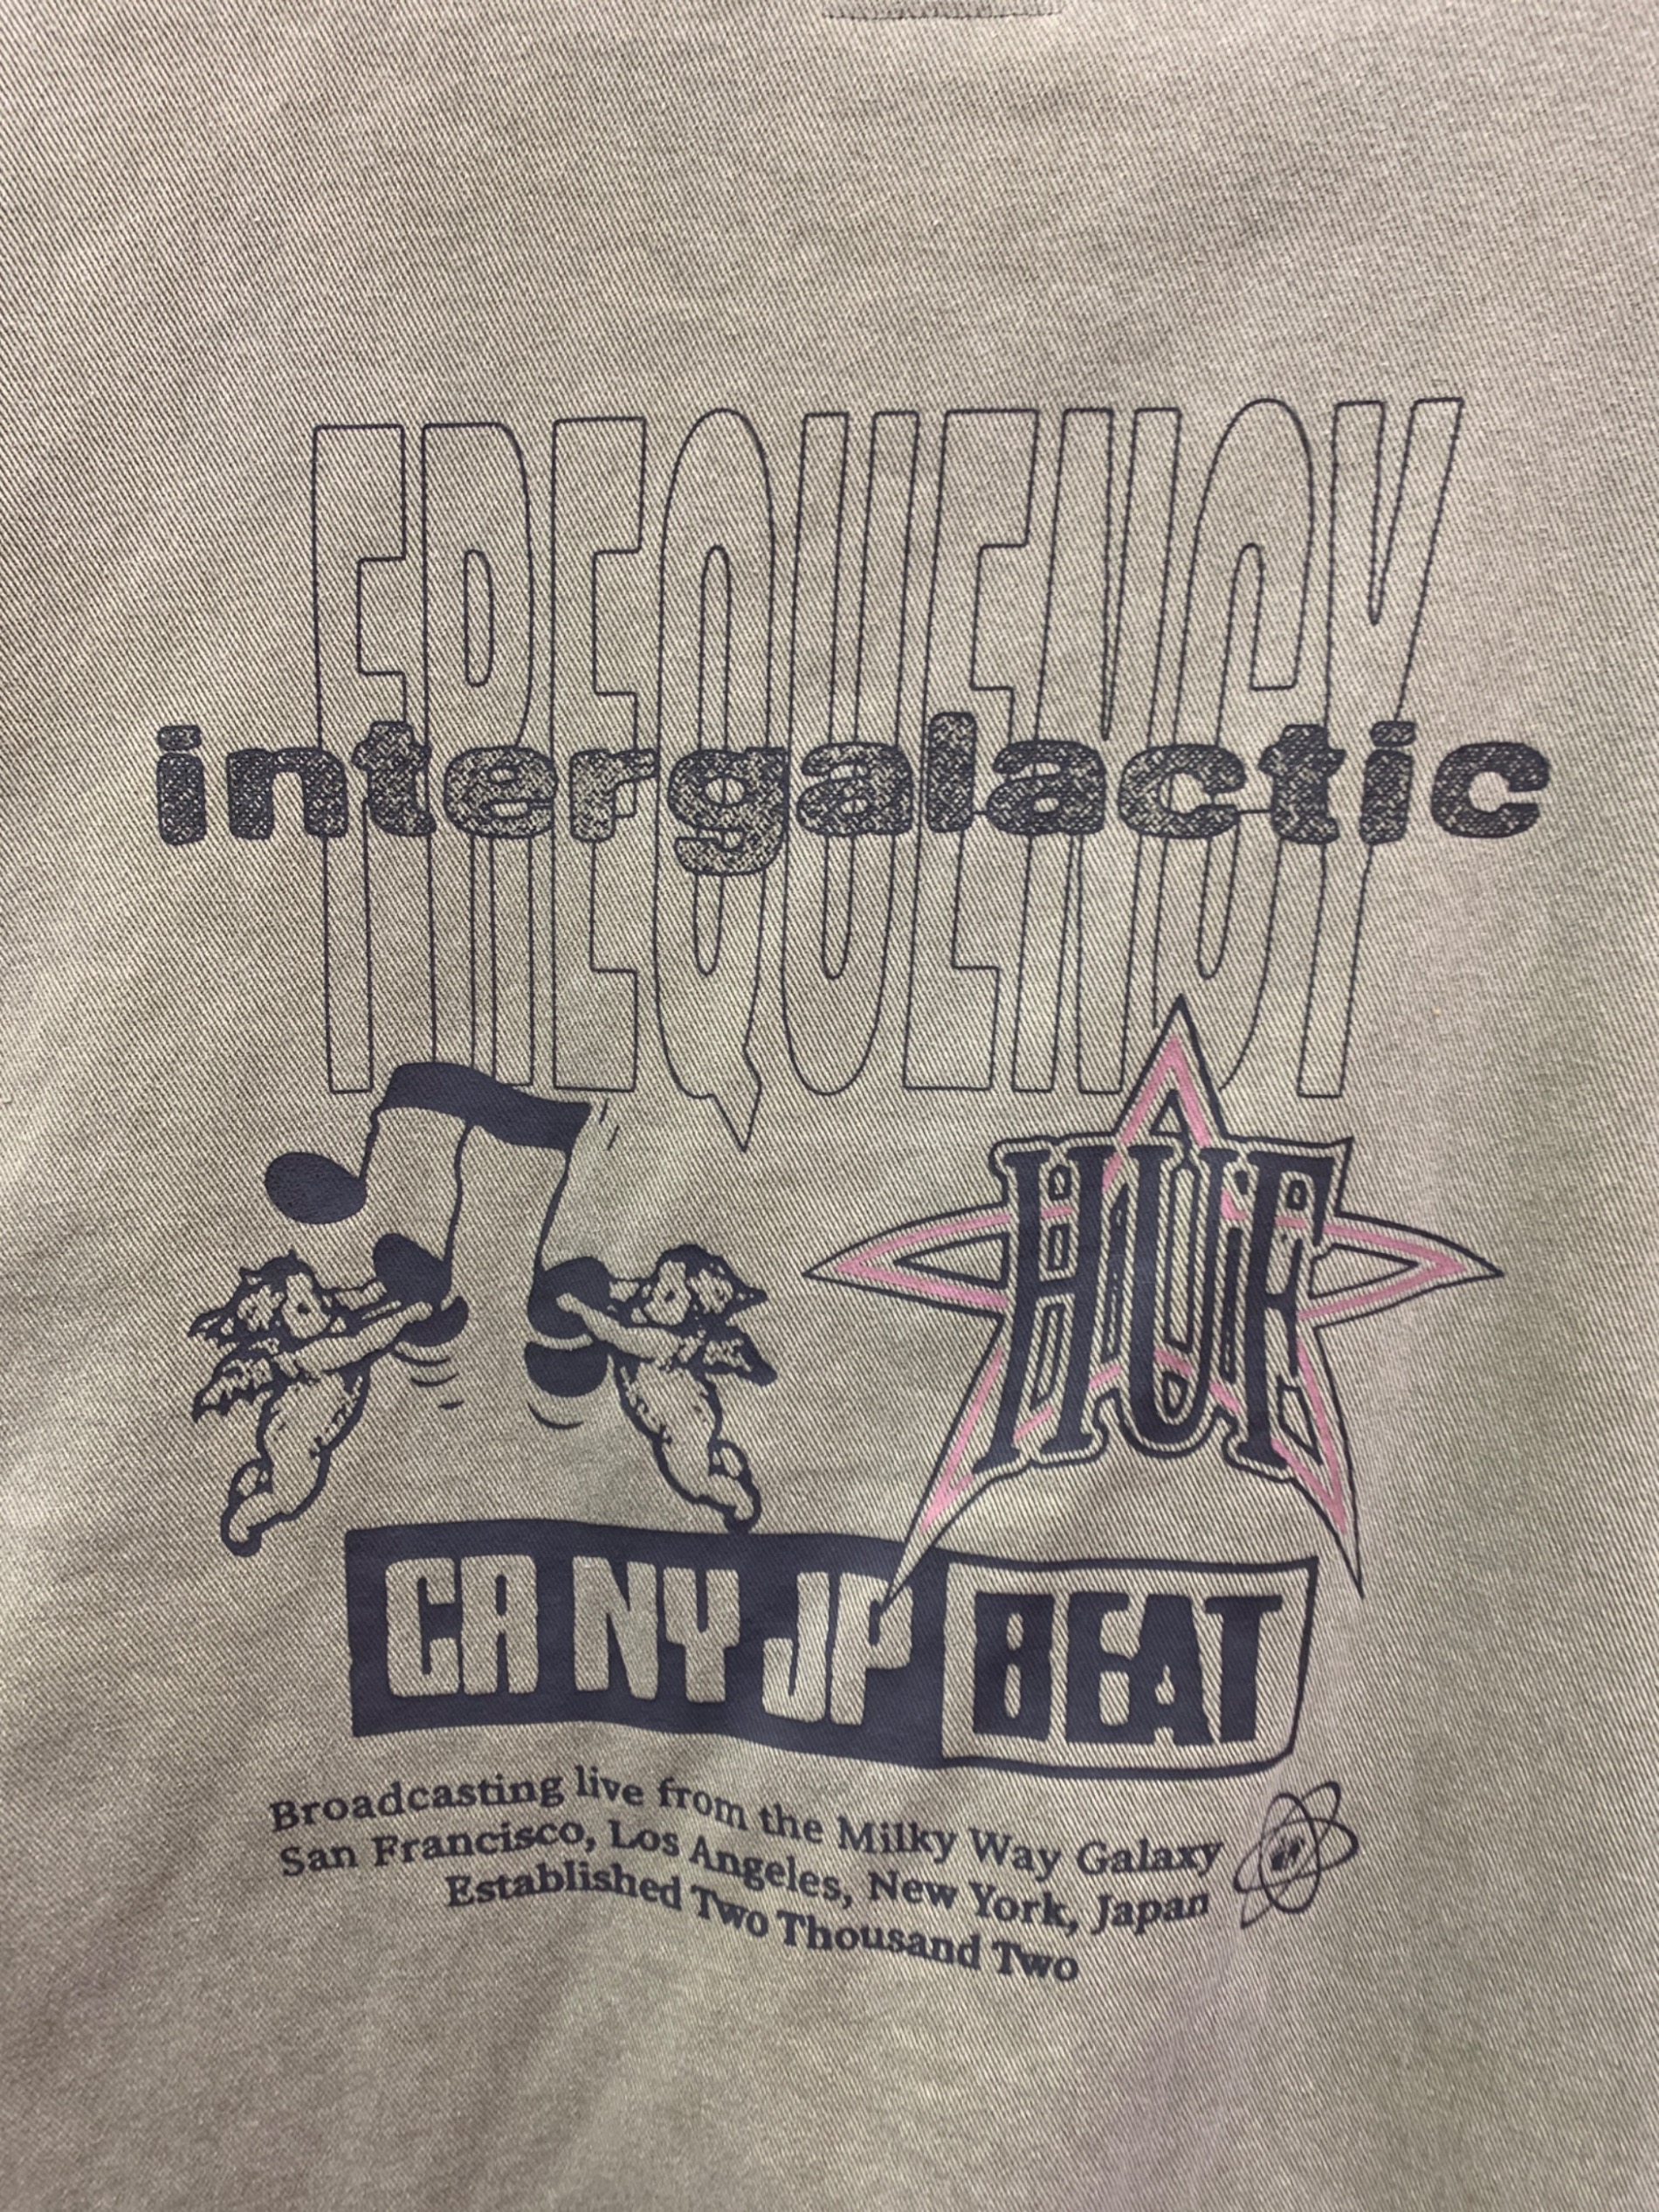 FREQUENCY
intergalactic
HUF
CA NY JP BEAT
Broadcasting live from the Milky Way Galaxy
San Francisco, Los Angeles, New York, Japan
Established Two Thousand Two